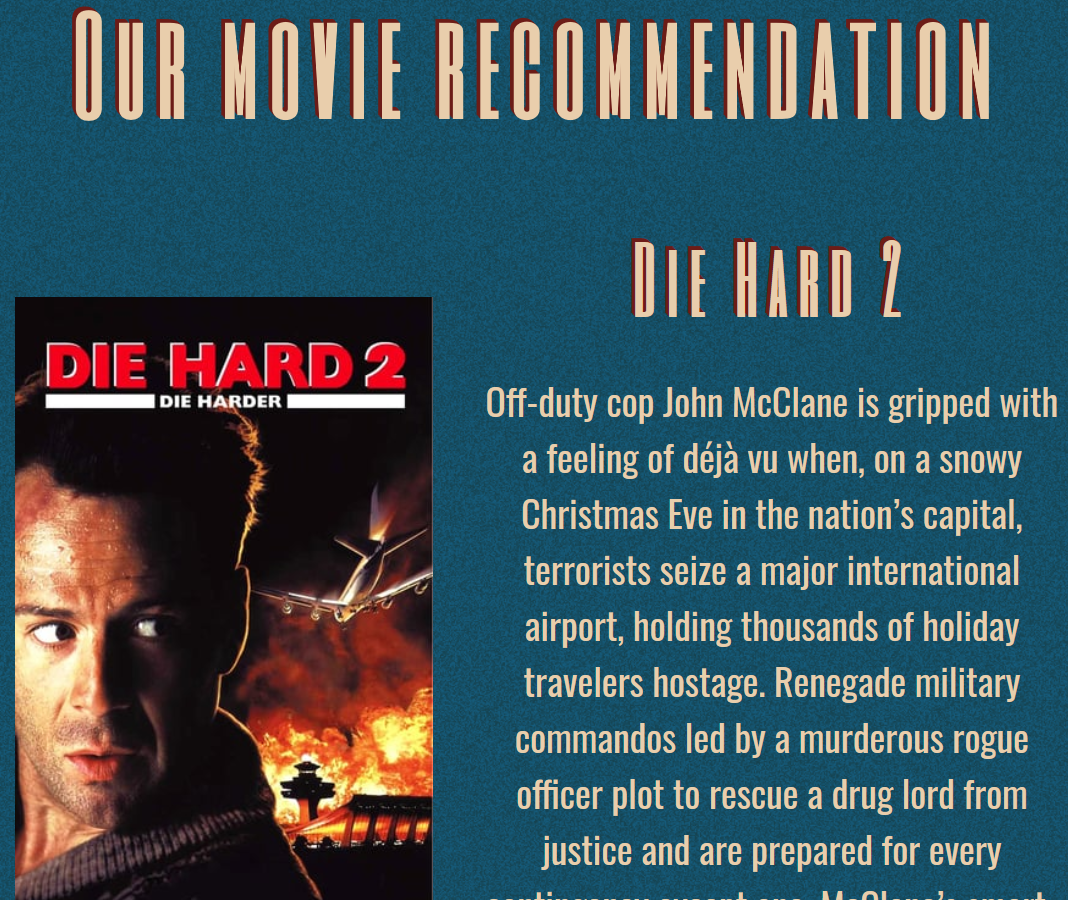 Our movie recommendation
Die Hard 2
DIE HARD 2
DIE HARDER
Off-duty cop John McClane is gripped with
a feeling of déjà vu when, on a snowy
Christmas Eve in the nation’s capital,
terrorists seize a major international
airport, holding thousands of holiday
travelers hostage. Renegade military
commandos led by a murderous rogue
officer plot to rescue a drug lord from
justice and are prepared for every